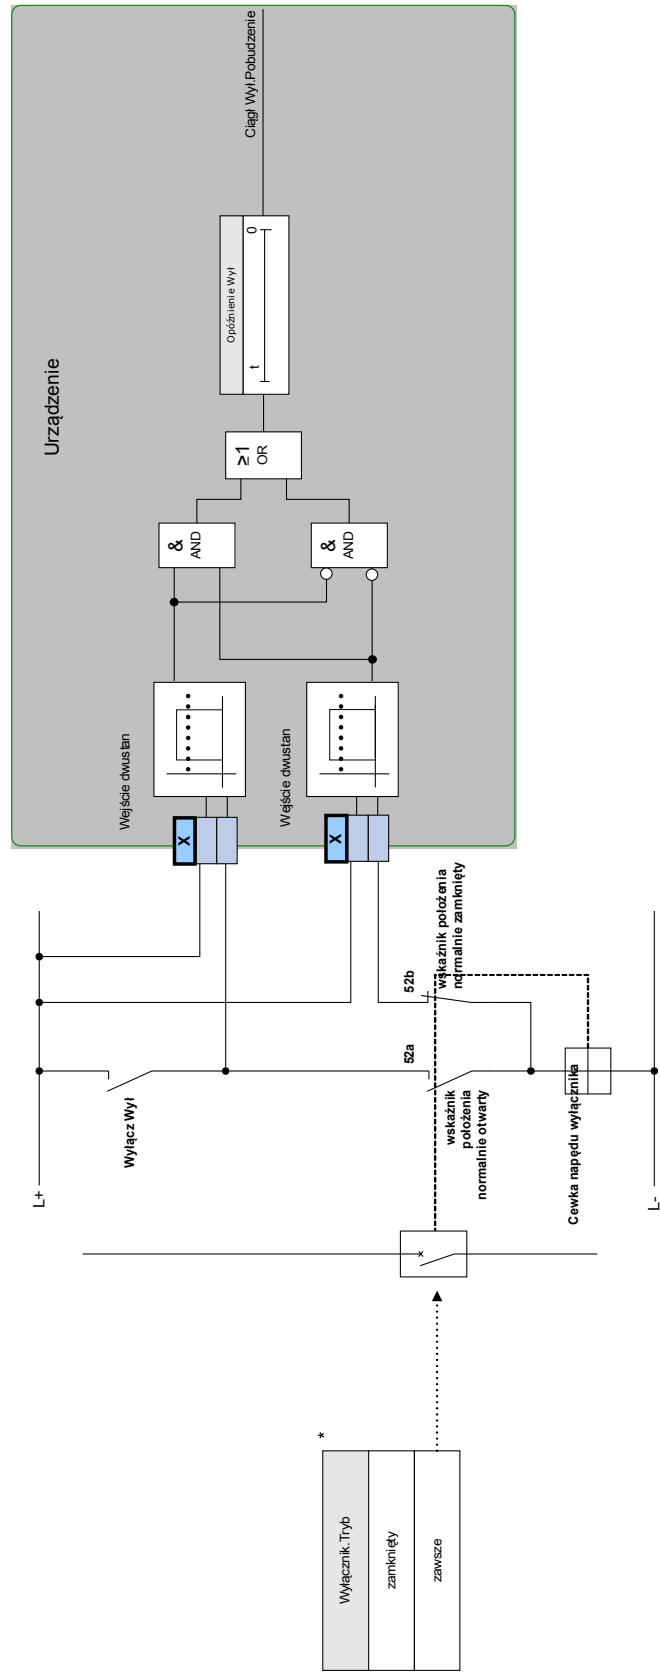 Urządzenie
Ciągł Wył.Pobudzenie
Opóźnienie Wył
t
0
≥1
OR
&
AND
&
AND
Wejście dwustan
Wejście dwustan
X
X
L+
Wyłącz Wył
52a
wskaźnik
położenia
normalnie otwarty
52b
wskaźnik położenia
normalnie zamknięty
Cewka napędu wyłącznika
L-
*
Wyłącznik.Tryb
zamknięty
zawsze